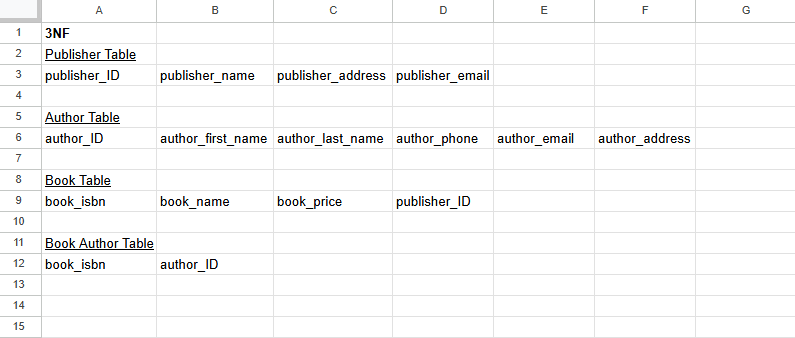 A B C D E F G
1 3NF
2 Publisher Table
3 publisher_ID publisher_name publisher_address publisher_email
4
5 Author Table
6 author_ID author_first_name author_last_name author_phone author_email author_address
7
8 Book Table
9 book_isbn book_name book_price publisher_ID
10
11 Book Author Table
12 book_isbn author_ID
13
14
15